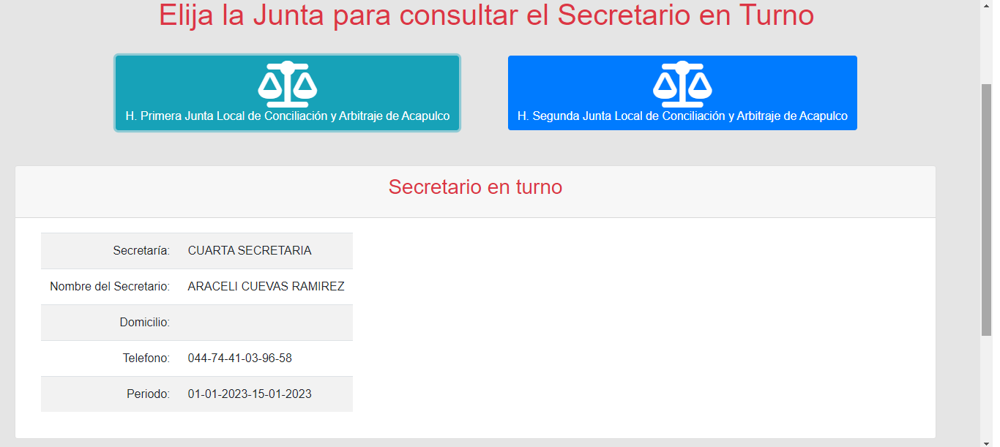 Elija la Junta para consultar el Secretario en Turno
H. Primera Junta Local de Conciliación y Arbitraje de Acapulco
H. Segunda Junta Local de Conciliación y Arbitraje de Acapulco
Secretario en turno
Secretaría: CUARTA SECRETARIA
Nombre del Secretario: ARACELI CUEVAS RAMIREZ
Domicilio:
Telefono: 044-74-41-03-96-58
Periodo: 01-01-2023-15-01-2023